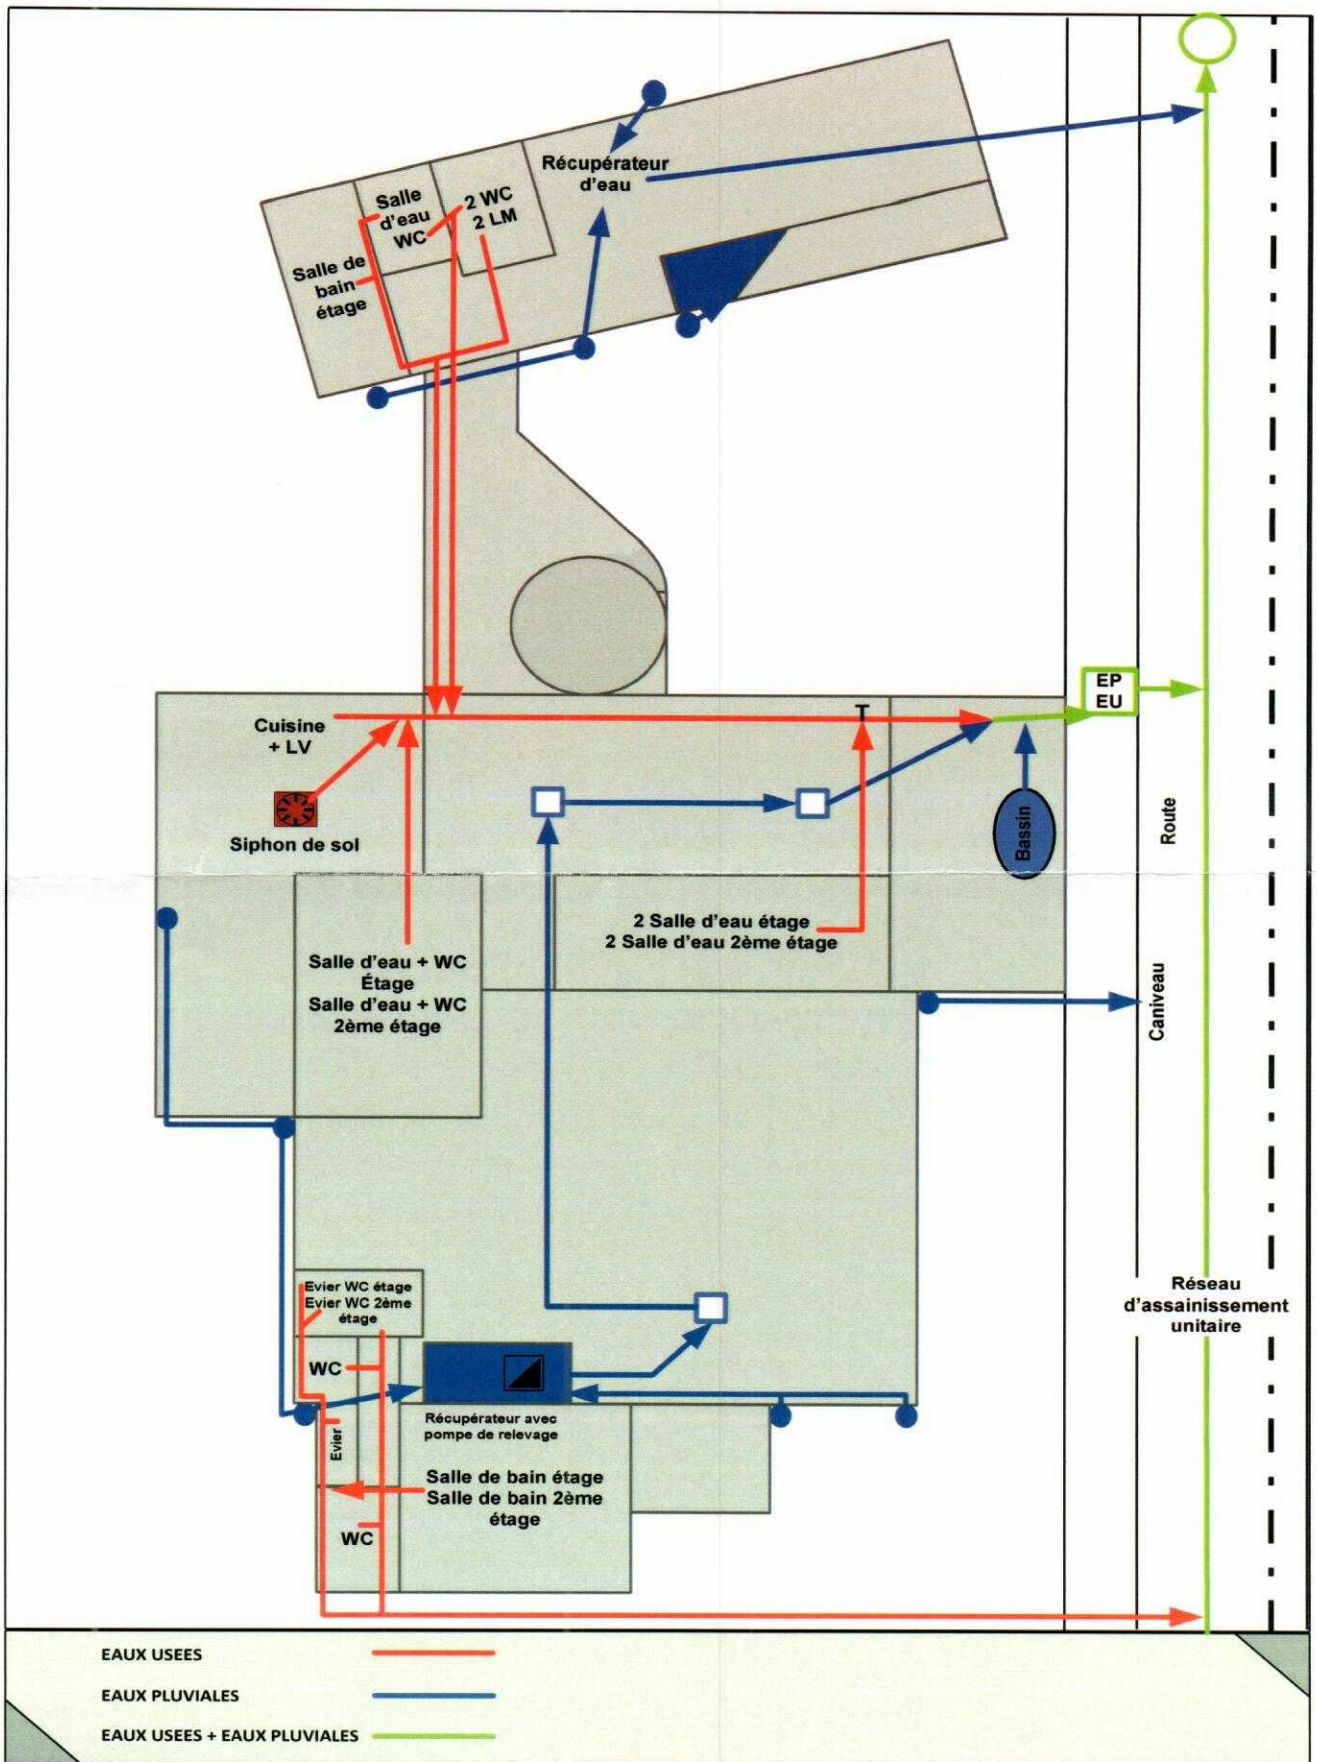 Récupérateur
d'eau
Salle
d'eau
WC
2 WC
2 LM
Salle de
bain
étage
EP
EU
Cuisine
+ LV
T
Siphon de sol
Bassin
Route
2 Salle d'eau étage
2 Salle d'eau 2ème étage
Salle d'eau + WC
Étage
Salle d'eau + WC
2ème étage
Caniveau
Evier WC étage
Evier WC 2ème
étage
Réseau
d'assainissement
unitaire
WC
Récupérateur avec
pompe de relevage
Evier
Salle de bain étage
Salle de bain 2ème
étage
WC
EAUX USEES
EAUX PLUVIALES
EAUX USEES + EAUX PLUVIALES